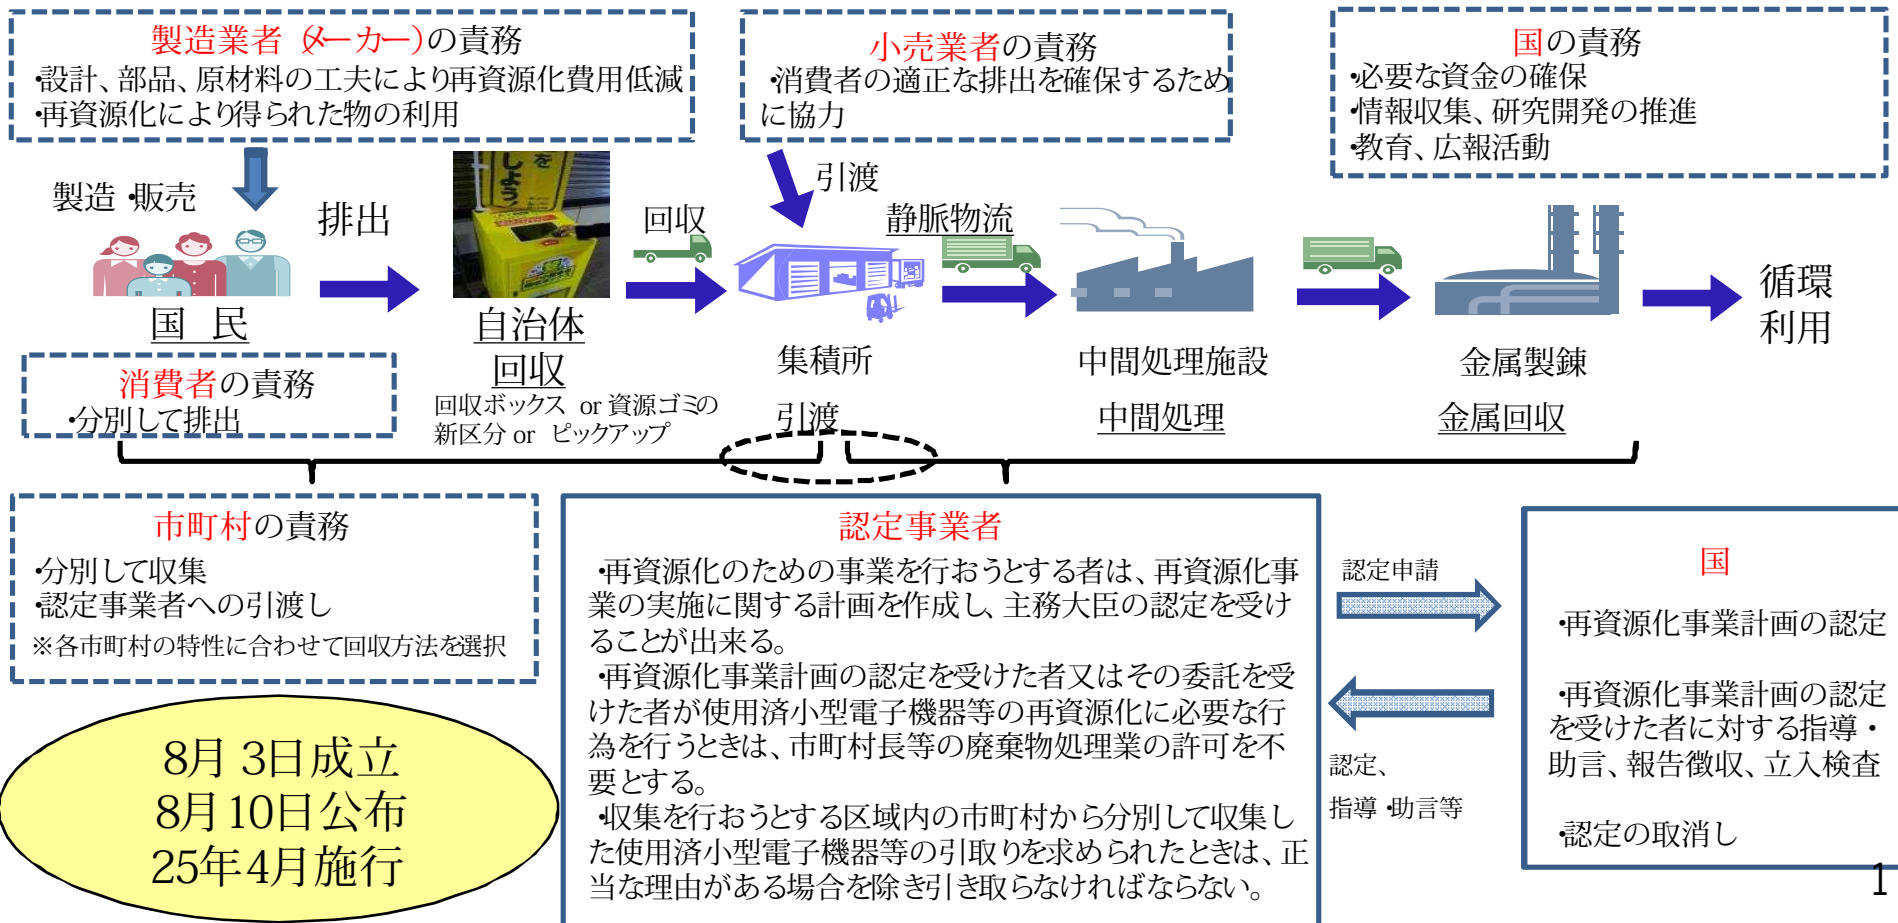 製造業者（メーカー）の責務
・設計、部品、原材料の工夫により再資源化費用低減
・再資源化により得られた物の利用
小売業者の責務
・消費者の適正な排出を確保するため
に協力
国の責務
・必要な資金の確保
・情報収集、研究開発の推進
・教育、広報活動
製造・販売
排出
を
しよう
回収
引渡
静脈物流
国 民
自治体
回収
回収ボックス or 資源ゴミの
新区分 or ピックアップ
集積所
引渡
中間処理施設
中間処理
金属製錬
金属回収
循環
利用
消費者の責務
・分別して排出
市町村の責務
・分別して収集
・認定事業者への引渡し
※各市町村の特性に合わせて回収方法を選択
8月 3日成立
8月10日公布
25年4月施行
認定事業者
・再資源化のための事業を行おうとする者は、再資源化事
業の実施に関する計画を作成し、主務大臣の認定を受け
ることが出来る。
・再資源化事業計画の認定を受けた者又はその委託を受
けた者が使用済小型電子機器等の再資源化に必要な行
為を行うときは、市町村長等の廃棄物処理業の許可を不
要とする。
・収集を行おうとする区域内の市町村から分別して収集し
た使用済小型電子機器等の引取りを求められたときは、正
当な理由がある場合を除き引き取らなければならない。
認定申請
認定、
指導・助言等
国
・再資源化事業計画の認定
・再資源化事業計画の認定
を受けた者に対する指導・
助言、報告徴収、立入検査
・認定の取消し
1